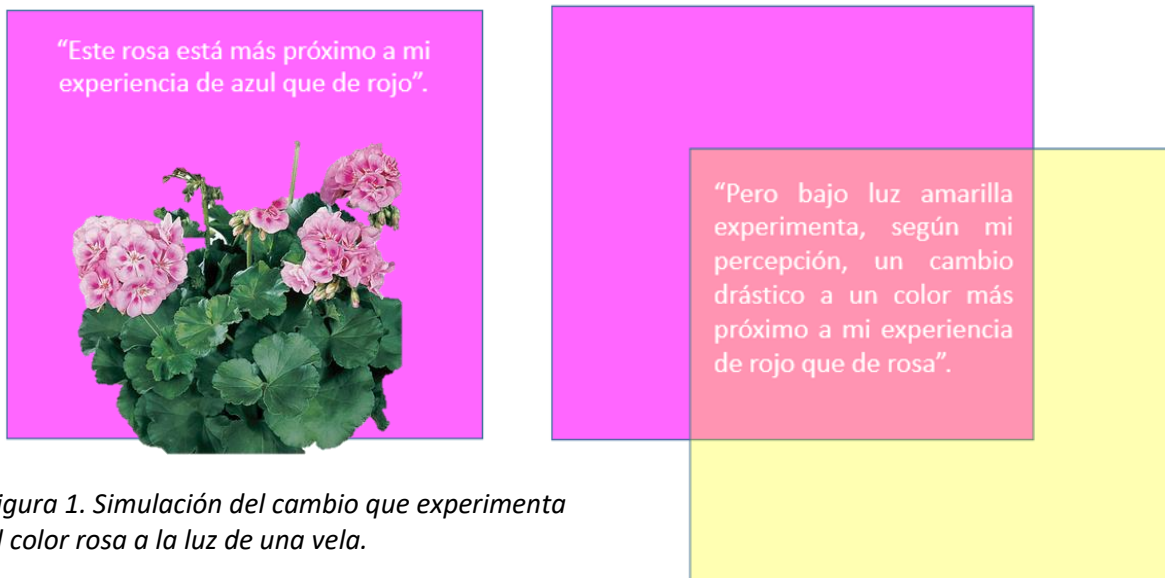 “Este rosa está más próximo a mi
experiencia de azul que de rojo”.
“Pero bajo luz amarilla
experimenta, según mi
percepción, un cambio
drástico a un color más
próximo a mi experiencia
de rojo que de rosa”.
igura 1. Simulación del cambio que experimenta
l color rosa a la luz de una vela.